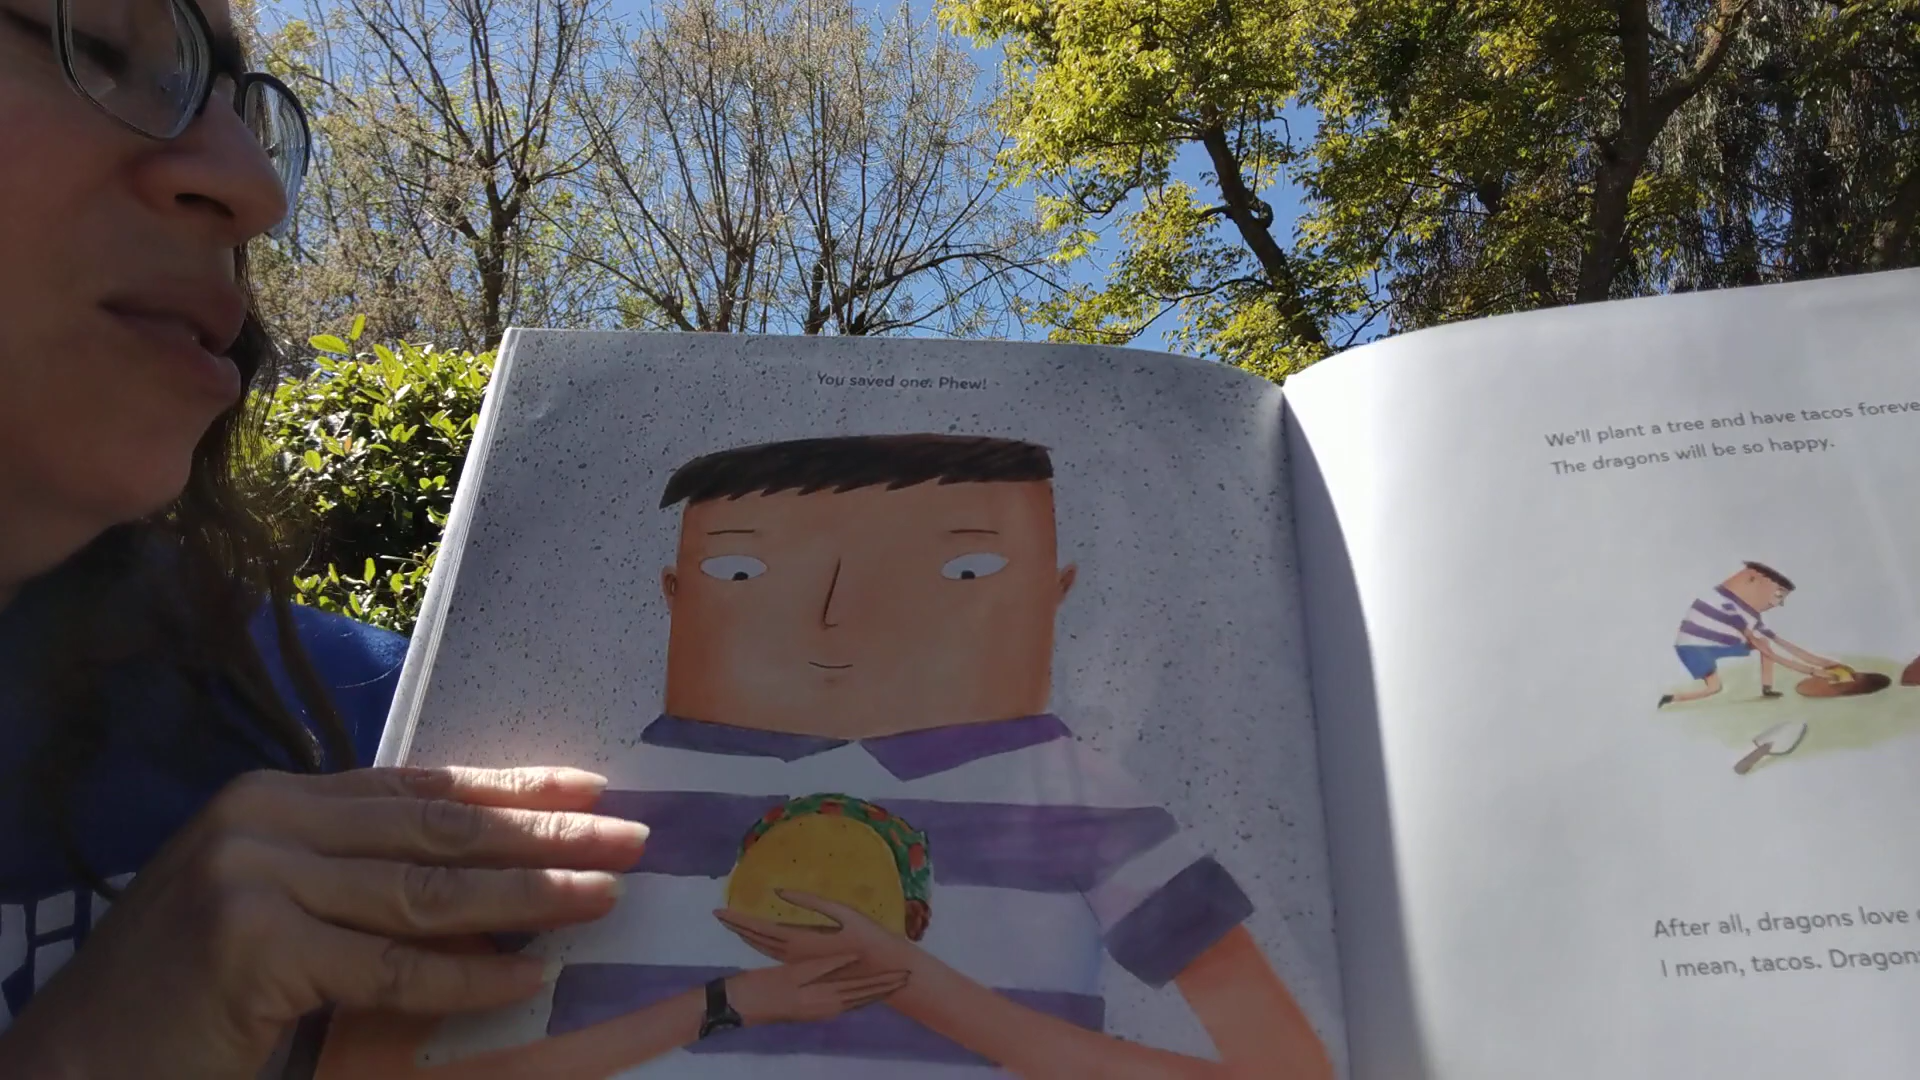 You saved one. Phew!
We'll plant a tree and have tacos foreve
The dragons will be so happy.
After all, dragons love
I mean, tacos. Dragon